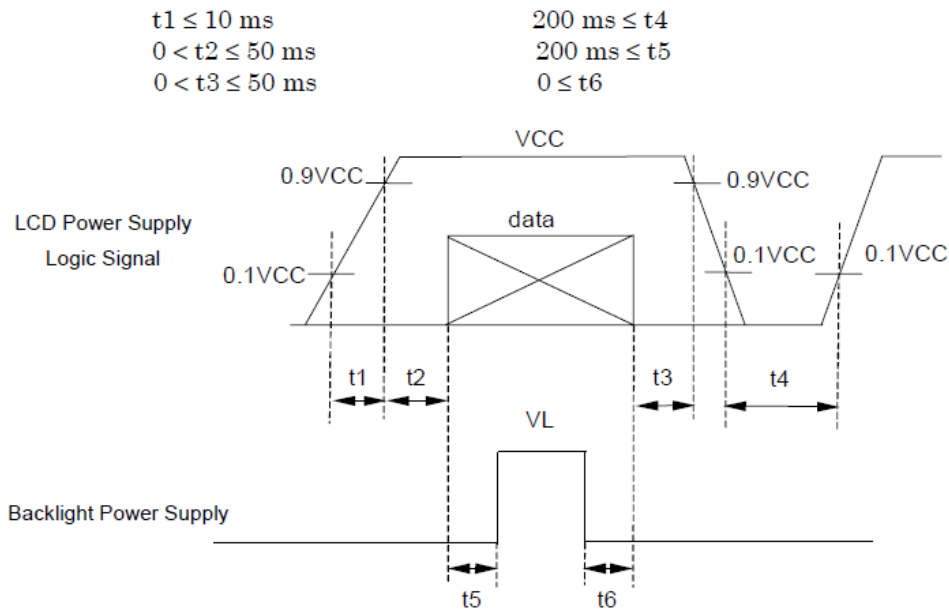 t1 ≤ 10 ms 200 ms ≤ t4
0 < t2 ≤ 50 ms 200 ms ≤ t5
0 < t3 ≤ 50 ms 0 ≤ t6
VCC
0.9VCC 0.9VCC
LCD Power Supply
Logic Signal
data
0.1VCC 0.1VCC 0.1VCC
t1 t2 t3 t4
VL
Backlight Power Supply
t5 t6